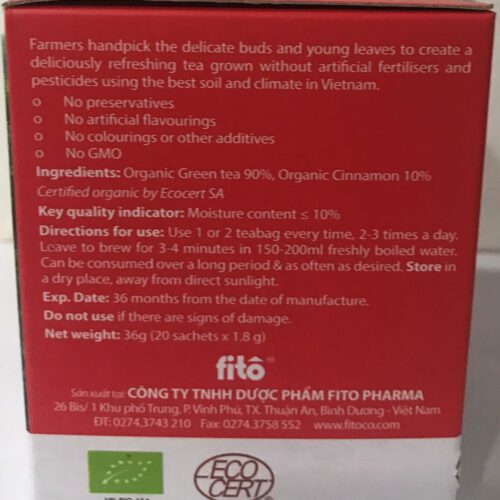 Farmers handpick the delicate buds and young leaves to create a
deliciously refreshing tea grown without artificial fertilisers and
pesticides using the best soil and climate in Vietnam.
o No preservatives
o No artificial flavourings
o No colourings or other additives
o No GMO
Ingredients: Organic Green tea 90%, Organic Cinnamon 10%
Certified organic by Ecocert SA
Key quality indicator: Moisture content ≤ 10%
Directions for use: Use 1 or 2 teabag every time, 2-3 times a day.
Leave to brew for 3-4 minutes in 150-200ml freshly boiled water.
Can be consumed over a long period & as often as desired. Store in
a dry place, away from direct sunlight.
Exp. Date: 36 months from the date of manufacture.
Do not use if there are signs of damage.
Net weight: 36g (20 sachets x 1.8 g)
fitô®
Sản xuất tại: CÔNG TY TNHH DƯỢC PHẨM FITO PHARMA
26 Bis/ 1 Khu phố Trung, P. Vĩnh Phú, TX. Thuận An, Bình Dương - Việt Nam
ĐT: 0274.3743 210 Fax: 0274.3758 552 www.fitoco.com
ECO
CERT